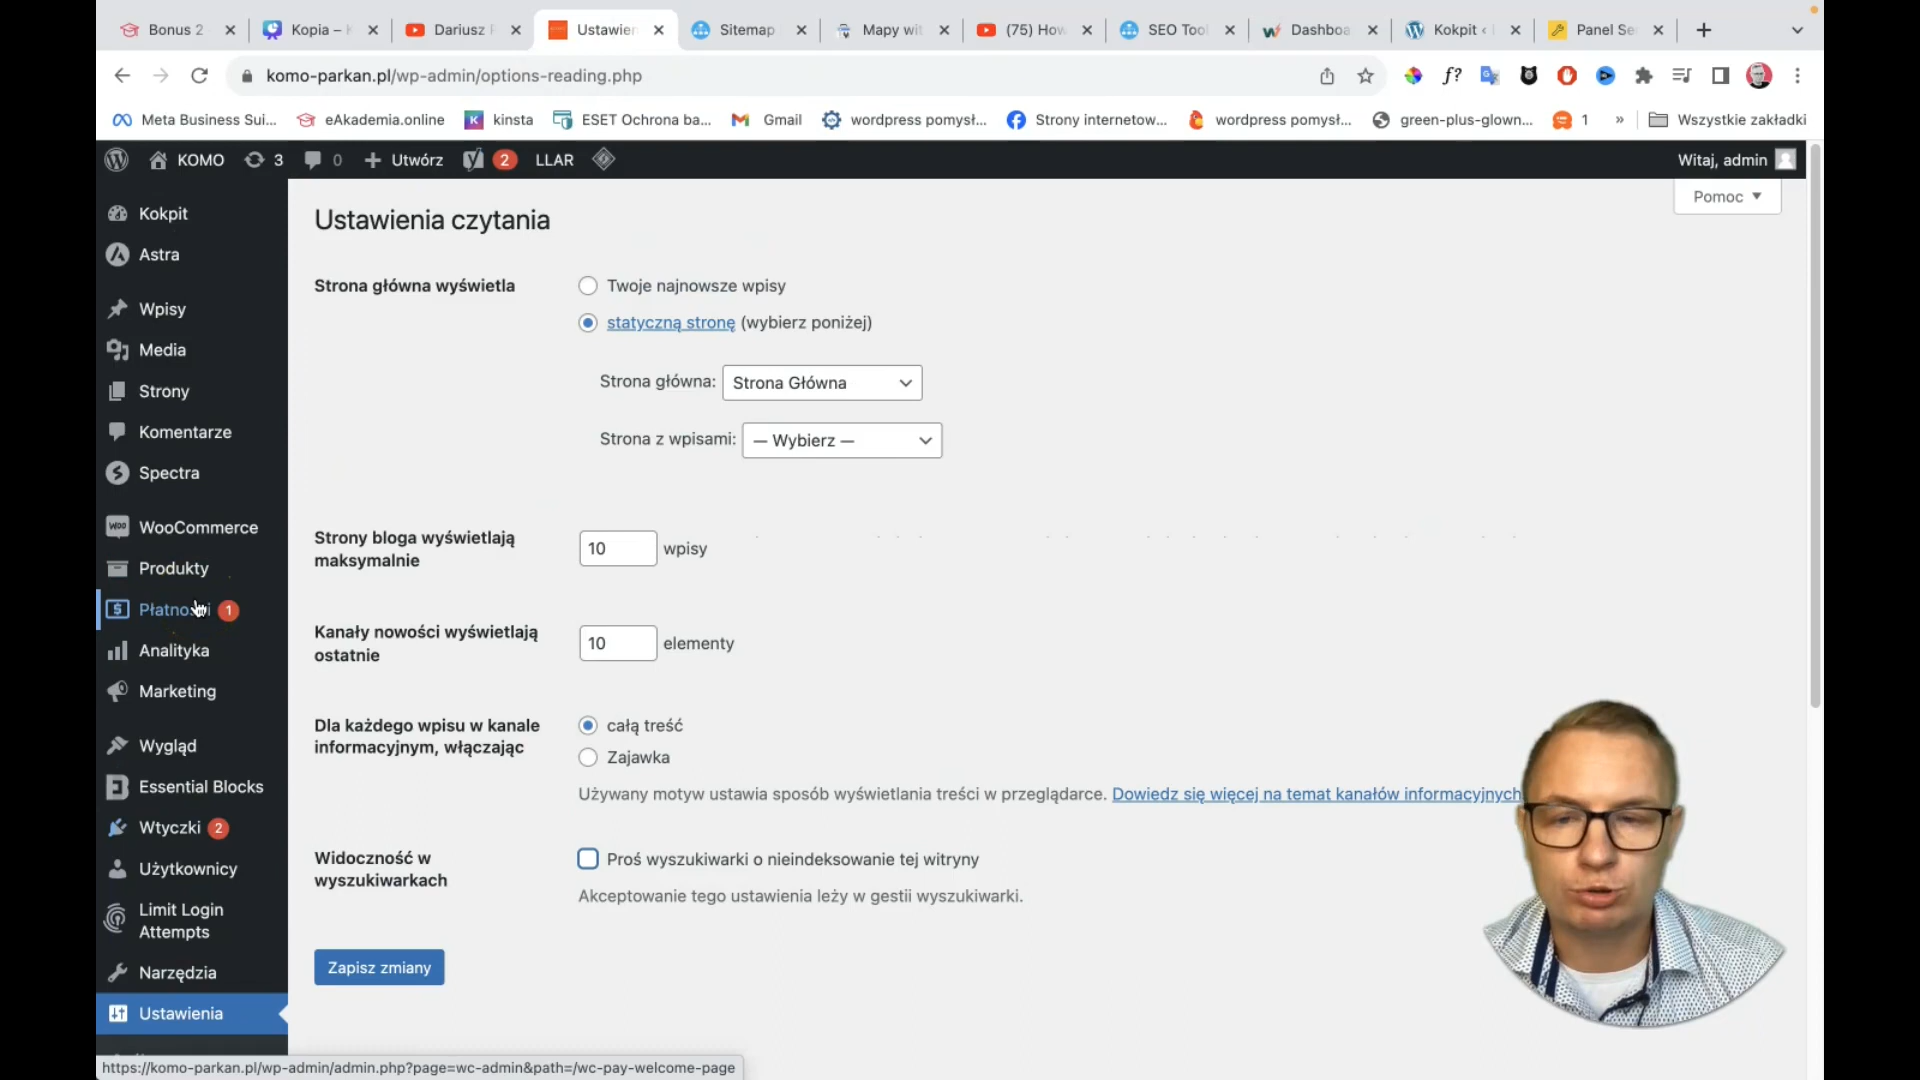 Bonus 2
Kopia –
Dariusz
Ustawien
Sitemap
Mapy wit
(75) How
SEO Tool
Dashboa
Kokpit ‹
Panel Se
komo-parkan.pl/wp-admin/options-reading.php
Meta Business Sui...
eAkademia.online
kinsta
ESET Ochrona ba...
Gmail
wordpress pomysł...
Strony internetow...
wordpress pomysł...
green-plus-glown...
1
»
Wszystkie zakładki
KOMO
3
0
Utwórz
2
LLAR
Witaj, admin
Pomoc
Kokpit
Astra
Wpisy
Media
Strony
Komentarze
Spectra
WooCommerce
Produkty
Płatności 1
Analityka
Marketing
Wygląd
Essential Blocks
Wtyczki 2
Użytkownicy
Limit Login
Attempts
Narzędzia
Ustawienia
Ustawienia czytania
Strona główna wyświetla
Twoje najnowsze wpisy
statyczną stronę (wybierz poniżej)
Strona główna: Strona Główna
Strona z wpisami: — Wybierz —
Strony bloga wyświetlają
maksymalnie
10 wpisy
Kanały nowości wyświetlają
ostatnie
10 elementy
Dla każdego wpisu w kanale
informacyjnym, włączając
całą treść
Zajawka
Używany motyw ustawia sposób wyświetlania treści w przeglądarce. Dowiedz się więcej na temat kanałów informacyjnych
Widoczność w
wyszukiwarkach
Proś wyszukiwarki o nieindeksowanie tej witryny
Akceptowanie tego ustawienia leży w gestii wyszukiwarki.
Zapisz zmiany
https://komo-parkan.pl/wp-admin/admin.php?page=wc-admin&path=/wc-pay-welcome-page